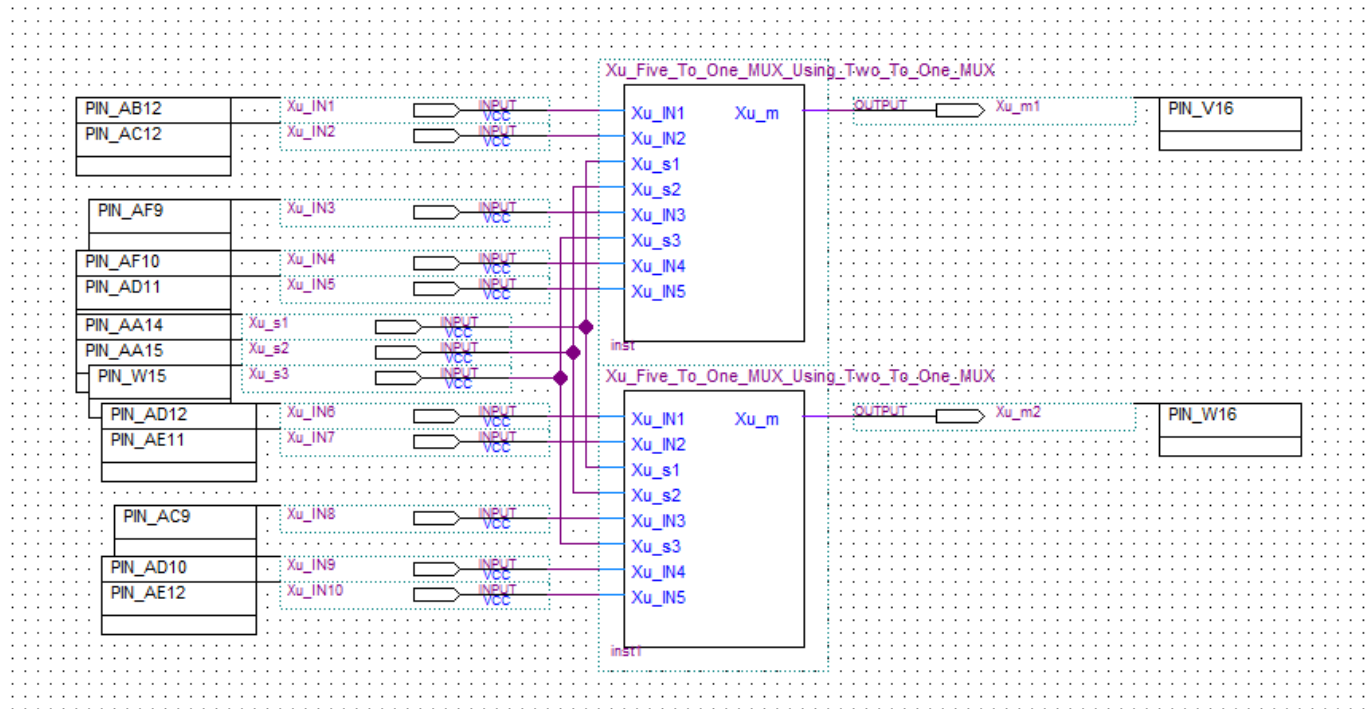 Xu_Five_To_One_MUX_Using_Two_To_One_MUX
PIN_AB12 Xu_IN1 INPUT VCC Xu_IN1 Xu_m OUTPUT Xu_m1 PIN_V16
PIN_AC12 Xu_IN2 INPUT VCC Xu_IN2
Xu_s1
Xu_s2
PIN_AF9 Xu_IN3 INPUT VCC Xu_IN3
Xu_s3
PIN_AF10 Xu_IN4 INPUT VCC Xu_IN4
PIN_AD11 Xu_IN5 INPUT VCC Xu_IN5
PIN_AA14 Xu_s1 INPUT VCC
inst
PIN_AA15 Xu_s2 INPUT VCC
PIN_W15 Xu_s3 INPUT VCC
Xu_Five_To_One_MUX_Using_Two_To_One_MUX
PIN_AD12 Xu_IN6 INPUT VCC Xu_IN1 Xu_m OUTPUT Xu_m2 PIN_W16
PIN_AE11 Xu_IN7 INPUT VCC Xu_IN2
Xu_s1
Xu_s2
PIN_AC9 Xu_IN8 INPUT VCC Xu_IN3
Xu_s3
PIN_AD10 Xu_IN9 INPUT VCC Xu_IN4
PIN_AE12 Xu_IN10 INPUT VCC Xu_IN5
inst1